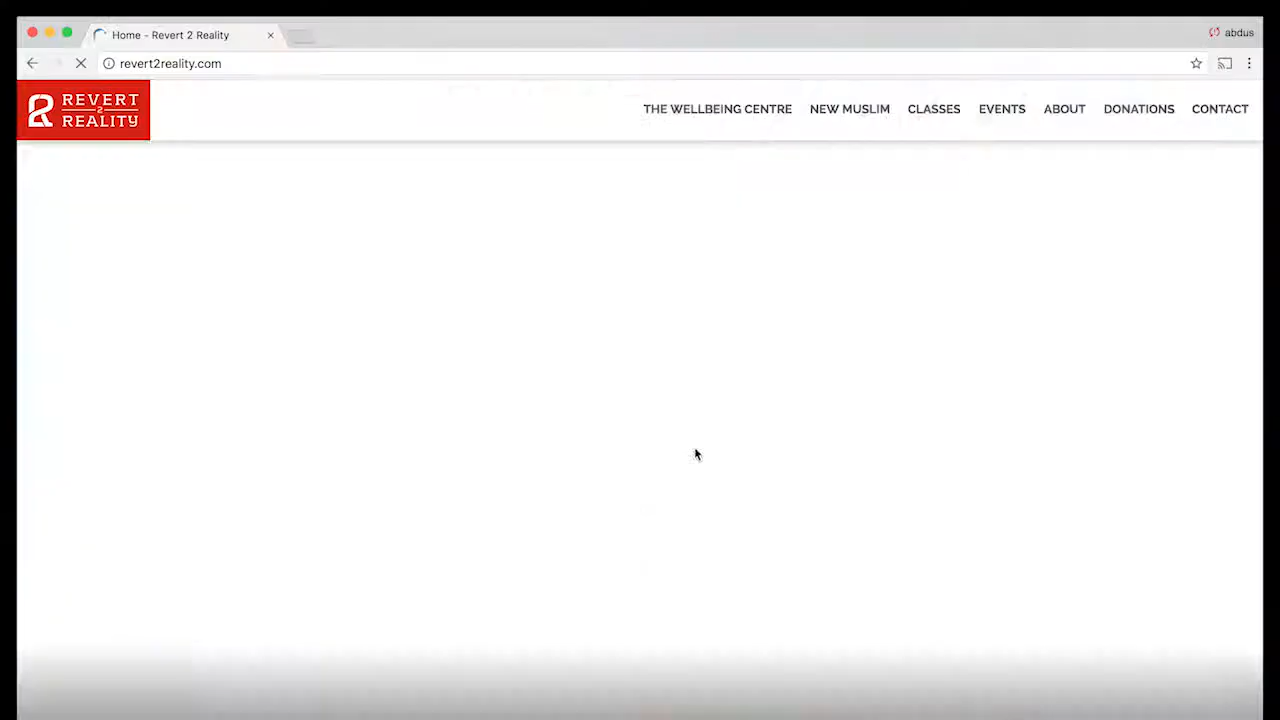 Home - Revert 2 Reality
abdus
revert2reality.com
REVERT
2
REALITY
THE WELLBEING CENTRE NEW MUSLIM CLASSES EVENTS ABOUT DONATIONS CONTACT